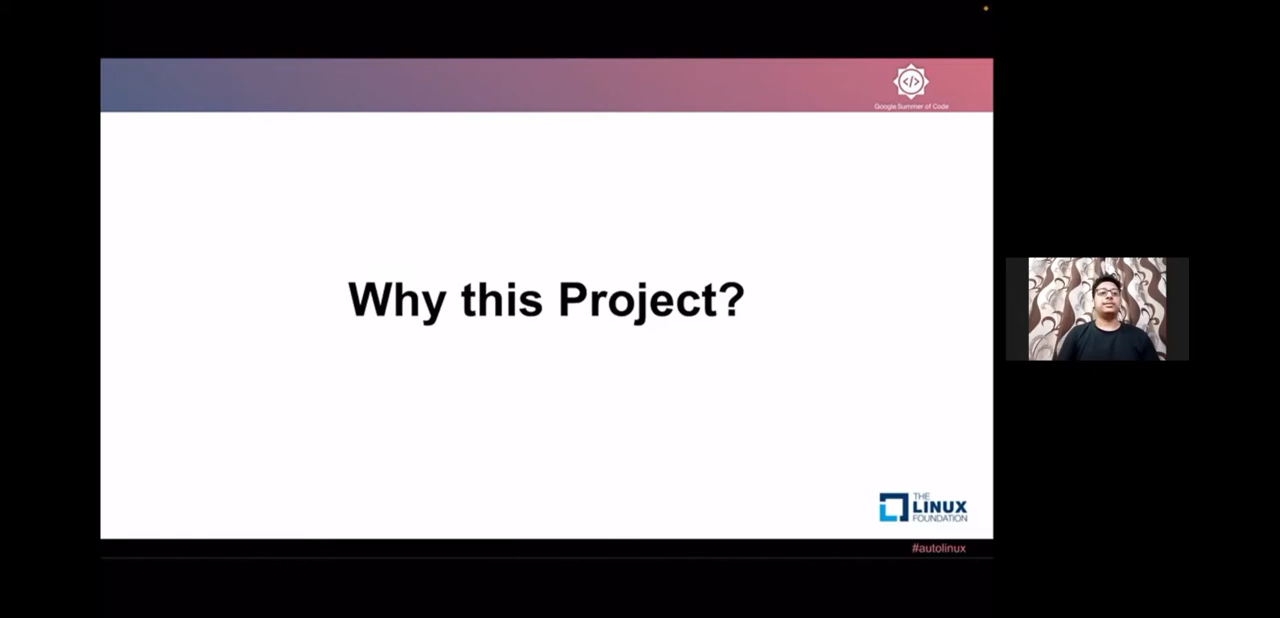 Google Summer of Code
Why this Project?
THE
LINUX
FOUNDATION
#autolinux